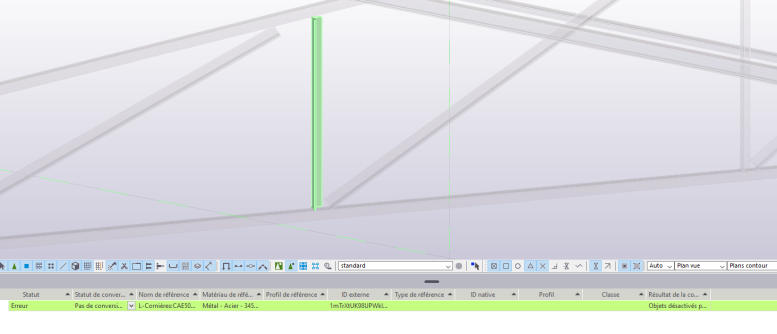 standard
Auto
Plan vue
Plans contour
Statut
Statut de conver...
Nom de référence
Matériau de réfé...
Profil de référence
ID externe
Type de référence
ID native
Profil
Classe
Résultat de la co...
Erreur
Pas de conversi...
L-Cornières:CAE50...
Métal - Acier - 345...
Objets désactivés p...